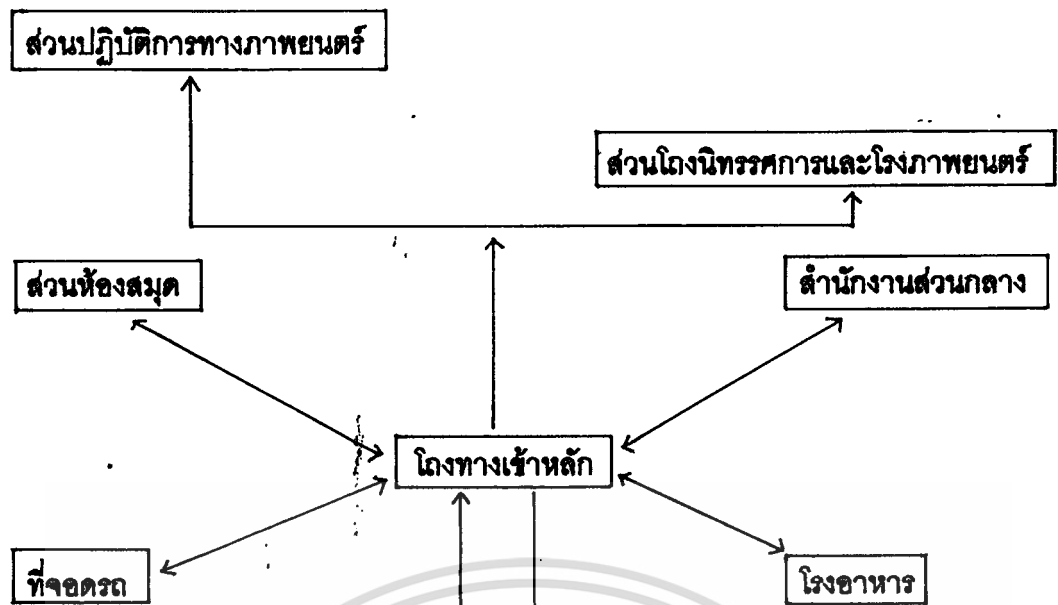 ส่วนปฏิบัติการทางภาพยนตร์
ส่วนโถงนิทรรศการและโรงภาพยนตร์
ส่วนห้องสมุด
สำนักงานส่วนกลาง
โถงทางเข้าหลัก
ที่จอดรถ
โรงอาหาร